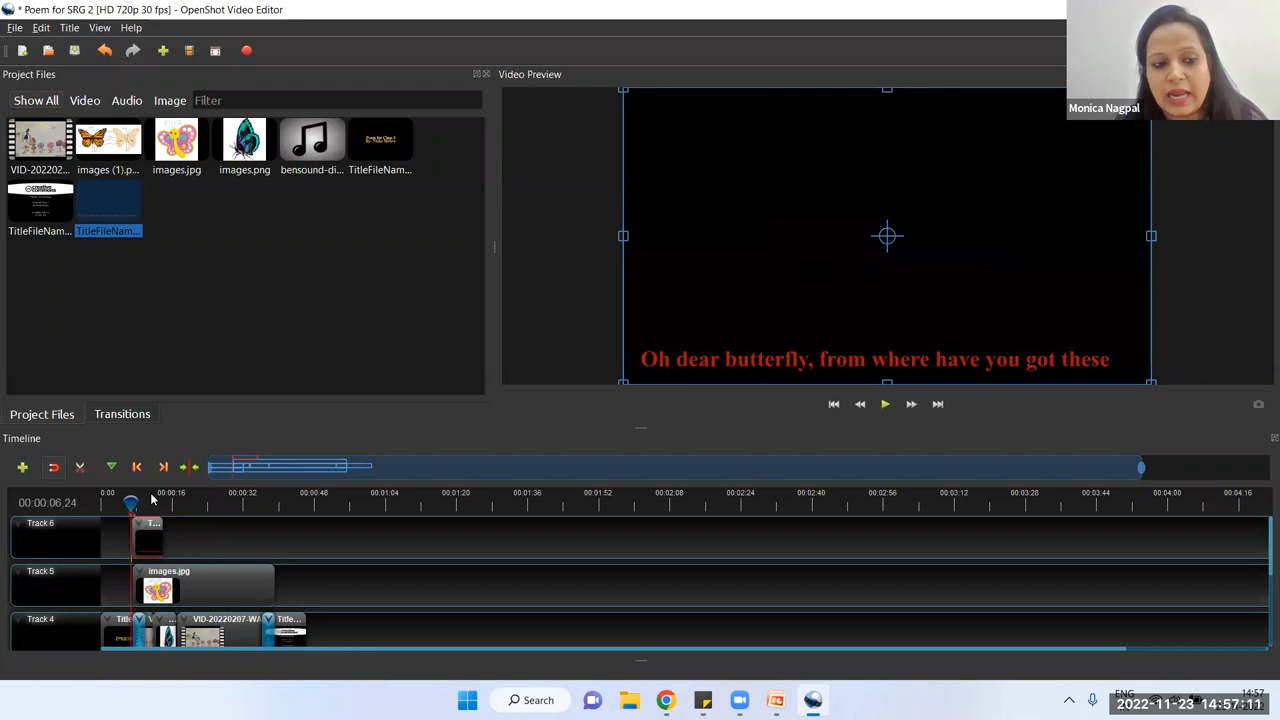 * Poem for SRG 2 [HD 720p 30 fps] - OpenShot Video Editor
File Edit Title View Help
Project Files
Video Preview
Monica Nagpal
Show All Video Audio Image Filter
VID-202202... images (1).p... images.jpg images.png bensound-di... TitleFileNam...
TitleFileNam... TitleFileNam...
Oh dear butterfly, from where have you got these
Project Files Transitions
Timeline
00:00:06,24
0:00 00:00:16 00:00:32 00:00:48 00:01:04 00:01:20 00:01:36 00:01:52 00:02:08 00:02:24 00:02:40 00:02:56 00:03:12 00:03:28 00:03:44 00:04:00 00:04:16
Track 6 T...
Track 5 images.jpg
Track 4 Title ... VID-20220207-WA Title...
Search
ENG 14:57
2022-11-23 14:57:11